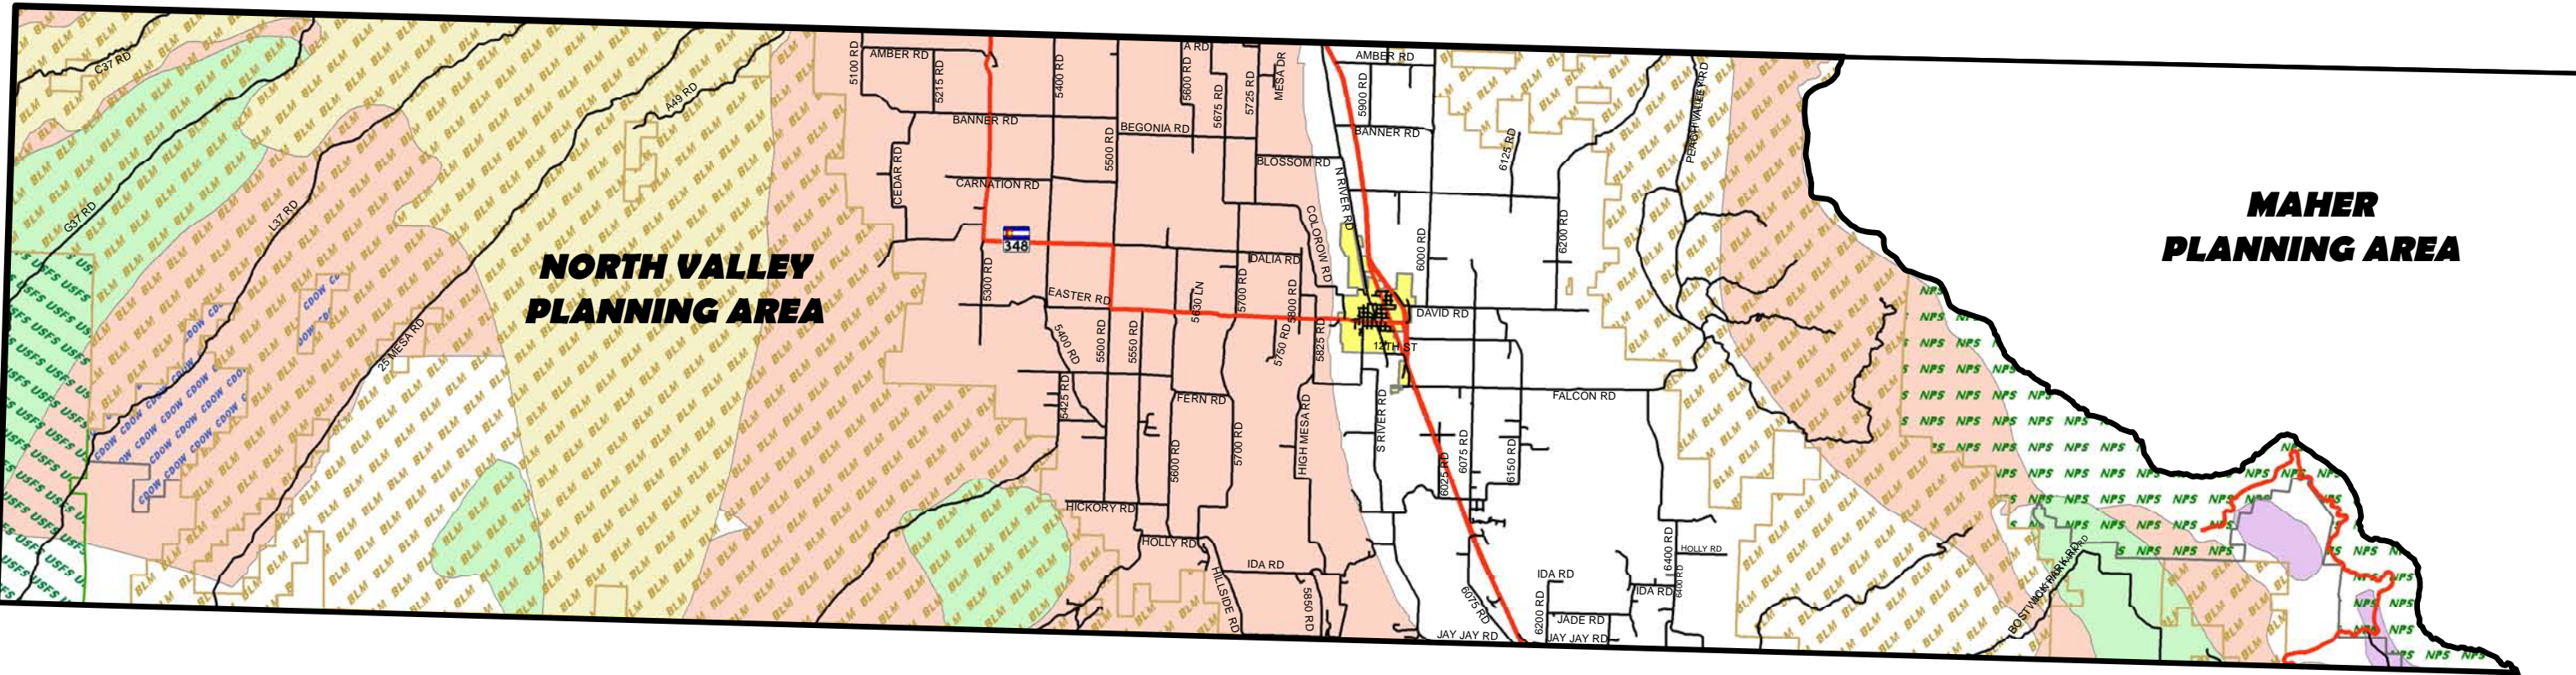 NORTH VALLEY
PLANNING AREA
MAHER
PLANNING AREA
C37 RD
G37 RD
L37 RD
25 MESA RD
A49 RD
5100 RD
AMBER RD
5215 RD
5400 RD
A RD
5600 RD
5675 RD
5725 RD
MESA DR
AMBER RD
5900 RD
BANNER RD
BEGONIA RD
5500 RD
BLOSSOM RD
BANNER RD
6125 RD
PEACH VALLEY RD
CEDAR RD
CARNATION RD
N RIVER RD
COLOROW RD
6000 RD
6200 RD
348
5300 RD
DALIA RD
EASTER RD
5630 LN
5700 RD
5800 RD
DAVID RD
5400 RD
5500 RD
5550 RD
5750 RD
5825 RD
12TH ST
5425 RD
FERN RD
FALCON RD
5600 RD
5700 RD
HIGH MESA RD
S RIVER RD
6025 RD
6075 RD
6150 RD
HICKORY RD
HOLLY RD
IDA RD
HILLSIDE RD
5850 RD
6075 RD
JAY JAY RD
6200 RD
IDA RD
JADE RD
JAY JAY RD
IDA RD
6400 RD
6400 RD
HOLLY RD
BOSTWICK PARK RD
BLM
USFS
CDOW
NPS